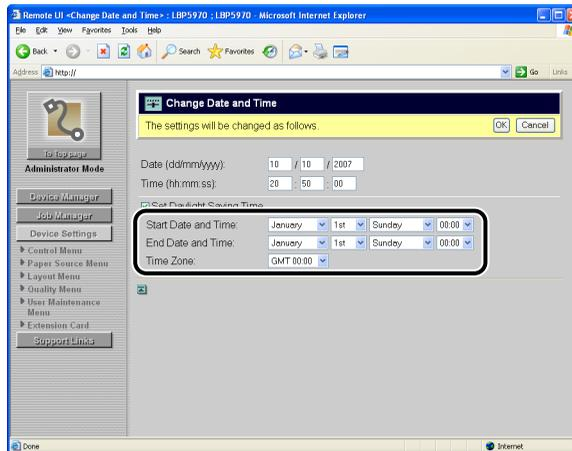 Remote UI <Change Date and Time> : LBP5970 ; LBP5970 - Microsoft Internet Explorer
File Edit View Favorites Tools Help
Back Search Favorites
Address http:// Go Links
Change Date and Time
The settings will be changed as follows. OK Cancel
To Top page
Administrator Mode
Device Manager
Job Manager
Device Settings
Control Menu
Paper Source Menu
Layout Menu
Quality Menu
User Maintenance
Menu
Extension Card
Support Links
Date (dd/mm/yyyy): 10 / 10 / 2007
Time (hh:mm:ss): 20 : 50 : 00
Set Daylight Saving Time
Start Date and Time: January 1st Sunday 00:00
End Date and Time: January 1st Sunday 00:00
Time Zone: GMT 00:00
Done Internet